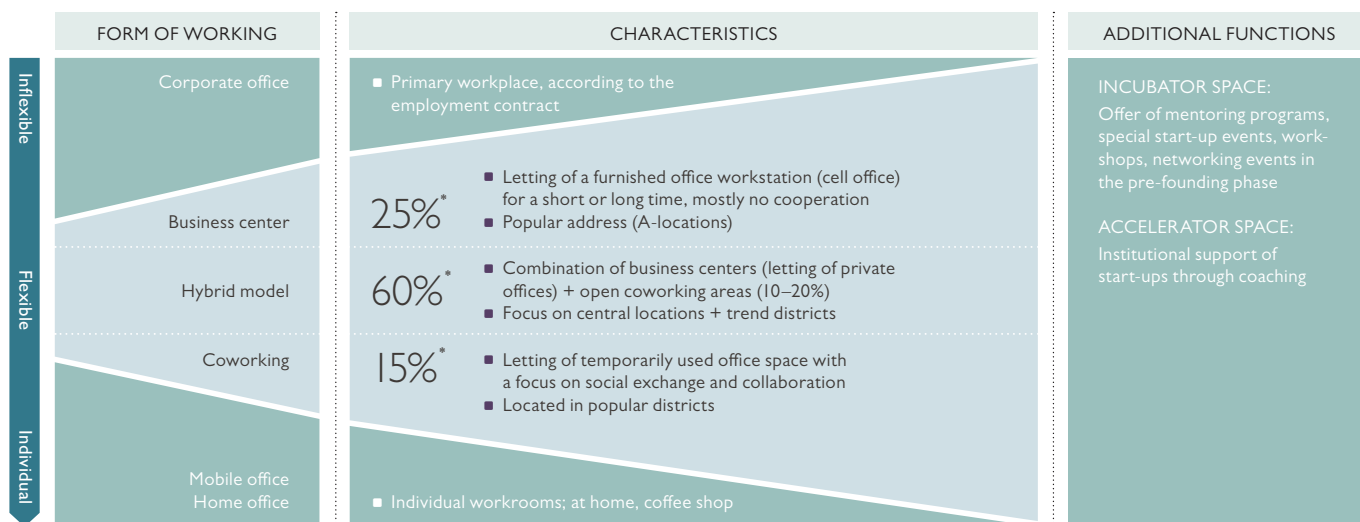 FORM OF WORKING
CHARACTERISTICS
ADDITIONAL FUNCTIONS
Inflexible
Flexible
Individual
Corporate office
■ Primary workplace, according to the
employment contract
Business center
25%*
■ Letting of a furnished office workstation (cell office)
for a short or long time, mostly no cooperation
■ Popular address (A-locations)
Hybrid model
60%*
■ Combination of business centers (letting of private
offices) + open coworking areas (10–20%)
■ Focus on central locations + trend districts
Coworking
15%*
■ Letting of temporarily used office space with
a focus on social exchange and collaboration
■ Located in popular districts
Mobile office
Home office
■ Individual workrooms; at home, coffee shop
INCUBATOR SPACE:
Offer of mentoring programs,
special start-up events, work-
shops, networking events in
the pre-founding phase
ACCELERATOR SPACE:
Institutional support of
start-ups through coaching